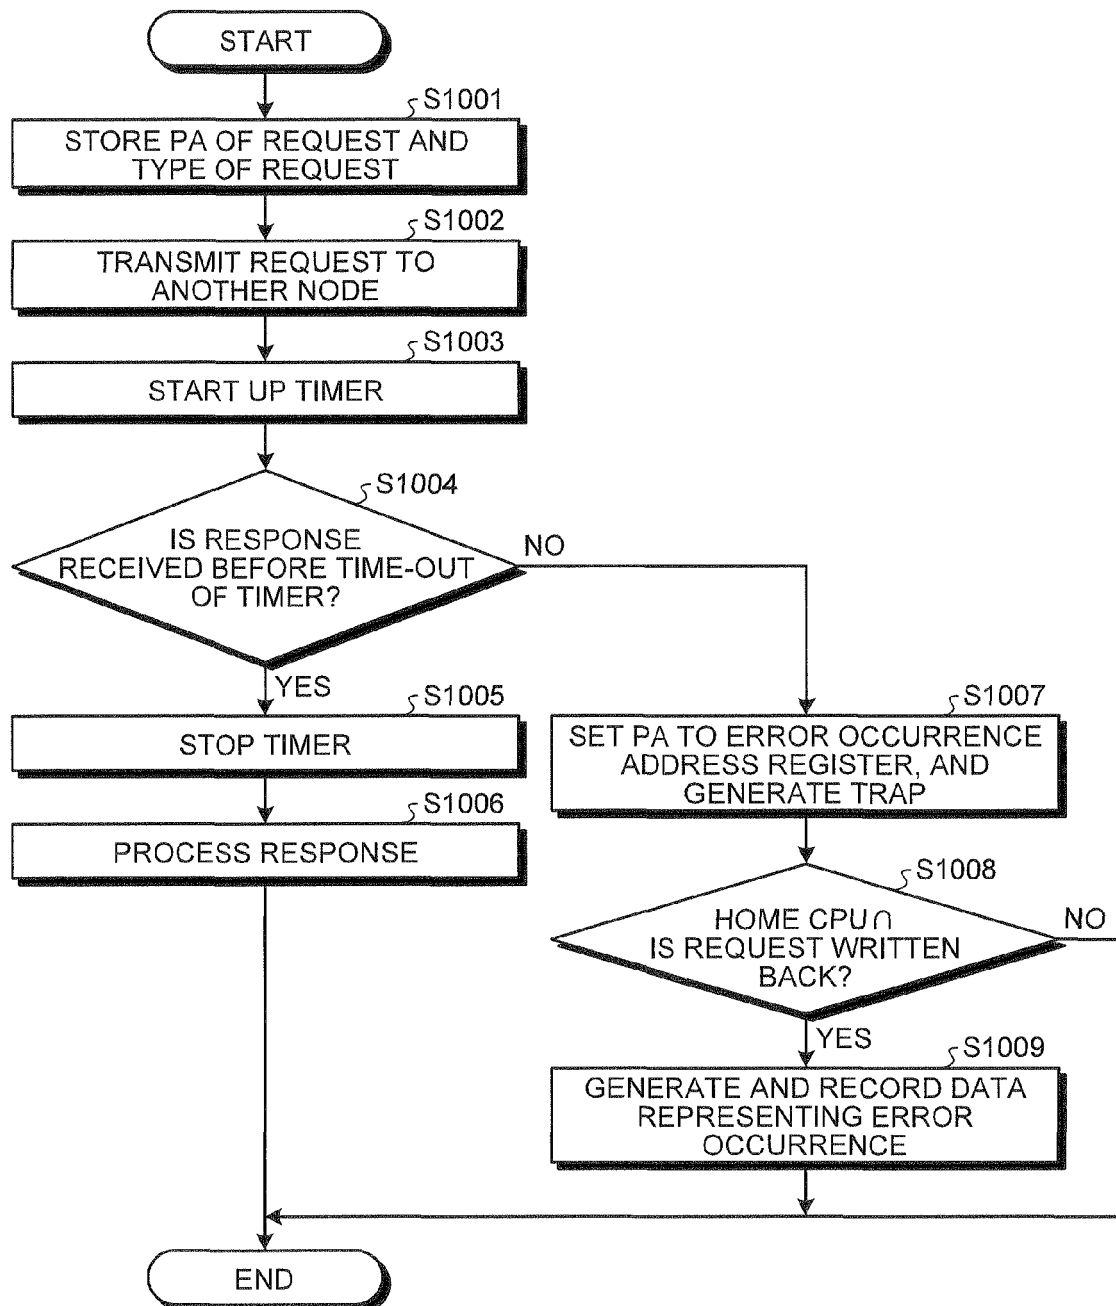 START
S1001
STORE PA OF REQUEST AND
TYPE OF REQUEST
S1002
TRANSMIT REQUEST TO
ANOTHER NODE
S1003
START UP TIMER
S1004
IS RESPONSE
RECEIVED BEFORE TIME-OUT
OF TIMER?
NO
YES
S1005
STOP TIMER
S1006
PROCESS RESPONSE
S1007
SET PA TO ERROR OCCURRENCE
ADDRESS REGISTER, AND
GENERATE TRAP
S1008
HOME CPU∩
IS REQUEST WRITTEN
BACK?
NO
YES
S1009
GENERATE AND RECORD DATA
REPRESENTING ERROR
OCCURRENCE
END